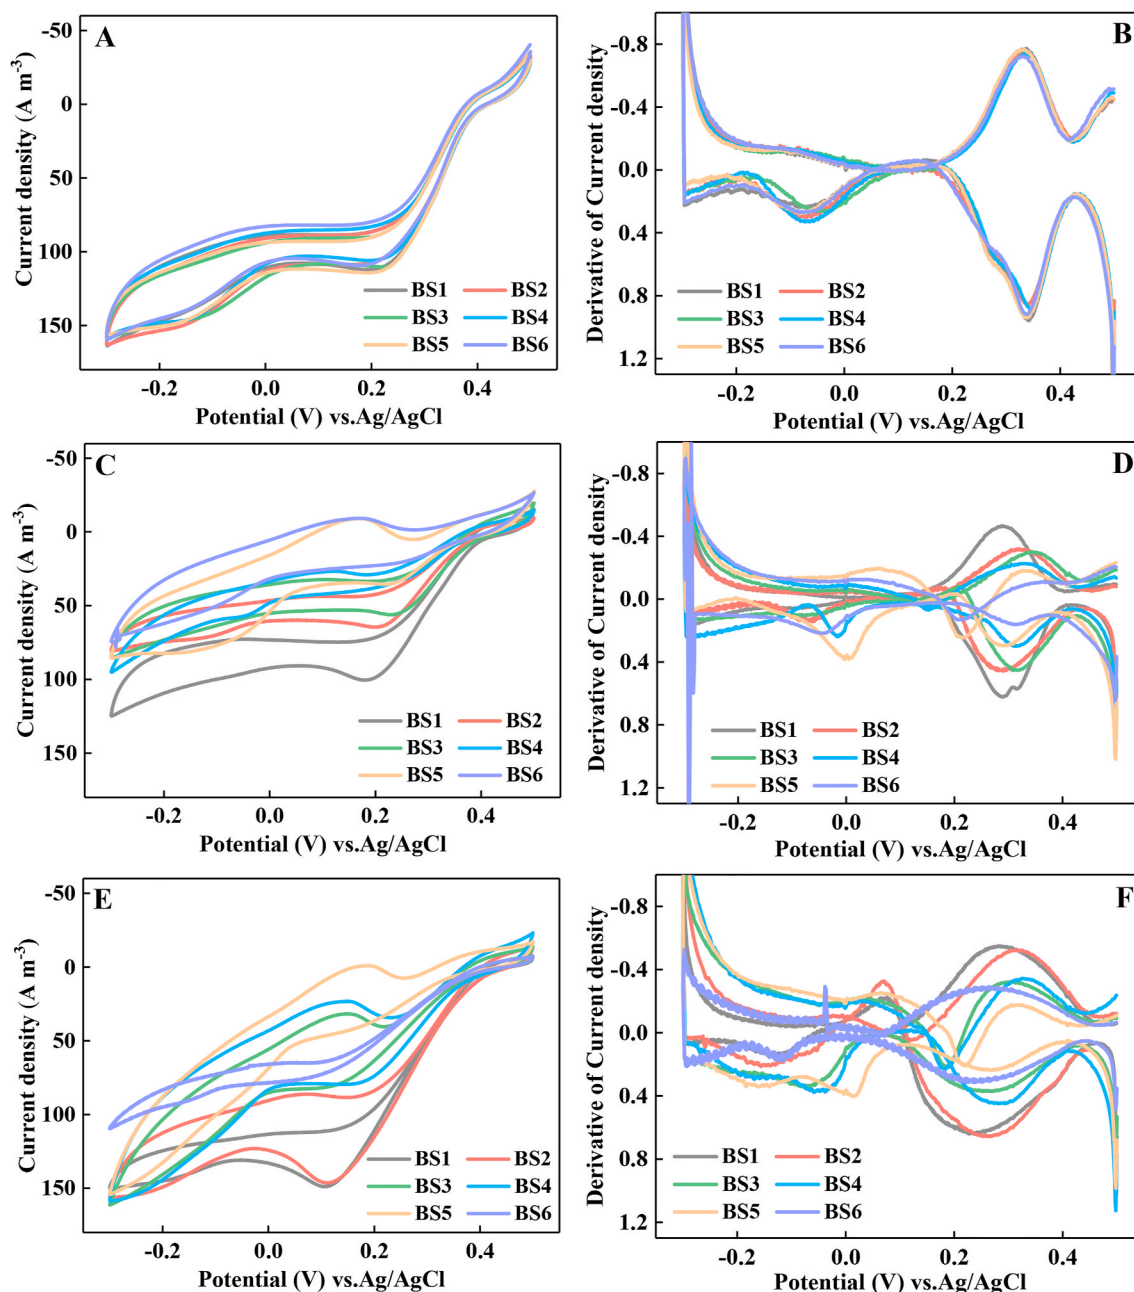 A
Current density (A m-3)
-50
0
50
100
150
BS1 BS2
BS3 BS4
BS5 BS6
-0.2 0.0 0.2 0.4
Potential (V) vs.Ag/AgCl
B
Derivative of Current density
-0.8
-0.4
0.0
0.4
0.8
1.2
BS1 BS2
BS3 BS4
BS5 BS6
-0.2 0.0 0.2 0.4
Potential (V) vs.Ag/AgCl
C
Current density (A m-3)
-50
0
50
100
150
BS1 BS2
BS3 BS4
BS5 BS6
-0.2 0.0 0.2 0.4
Potential (V) vs.Ag/AgCl
D
Derivative of Current density
-0.8
-0.4
0.0
0.4
0.8
1.2
BS1 BS2
BS3 BS4
BS5 BS6
-0.2 0.0 0.2 0.4
Potential (V) vs.Ag/AgCl
E
Current density (A m-3)
-50
0
50
100
150
BS1 BS2
BS3 BS4
BS5 BS6
-0.2 0.0 0.2 0.4
Potential (V) vs.Ag/AgCl
F
Derivative of Current density
-0.8
-0.4
0.0
0.4
0.8
1.2
BS1 BS2
BS3 BS4
BS5 BS6
-0.2 0.0 0.2 0.4
Potential (V) vs.Ag/AgCl